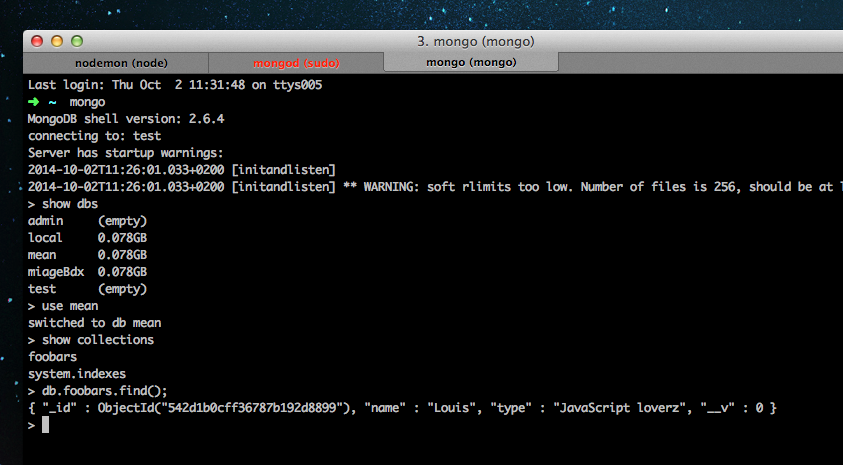 3. mongo (mongo)
nodemon (node) mongod (sudo) mongo (mongo)
Last login: Thu Oct  2 11:31:48 on ttys005
➜ ~ mongo
MongoDB shell version: 2.6.4
connecting to: test
Server has startup warnings:
2014-10-02T11:26:01.033+0200 [initandlisten]
2014-10-02T11:26:01.033+0200 [initandlisten] ** WARNING: soft rlimits too low. Number of files is 256, should be at
> show dbs
admin     (empty)
local     0.078GB
mean      0.078GB
miageBdx  0.078GB
test      (empty)
> use mean
switched to db mean
> show collections
foobars
system.indexes
> db.foobars.find();
{ "_id" : ObjectId("542d1b0cff36787b192d8899"), "name" : "Louis", "type" : "JavaScript loverz", "__v" : 0 }
>